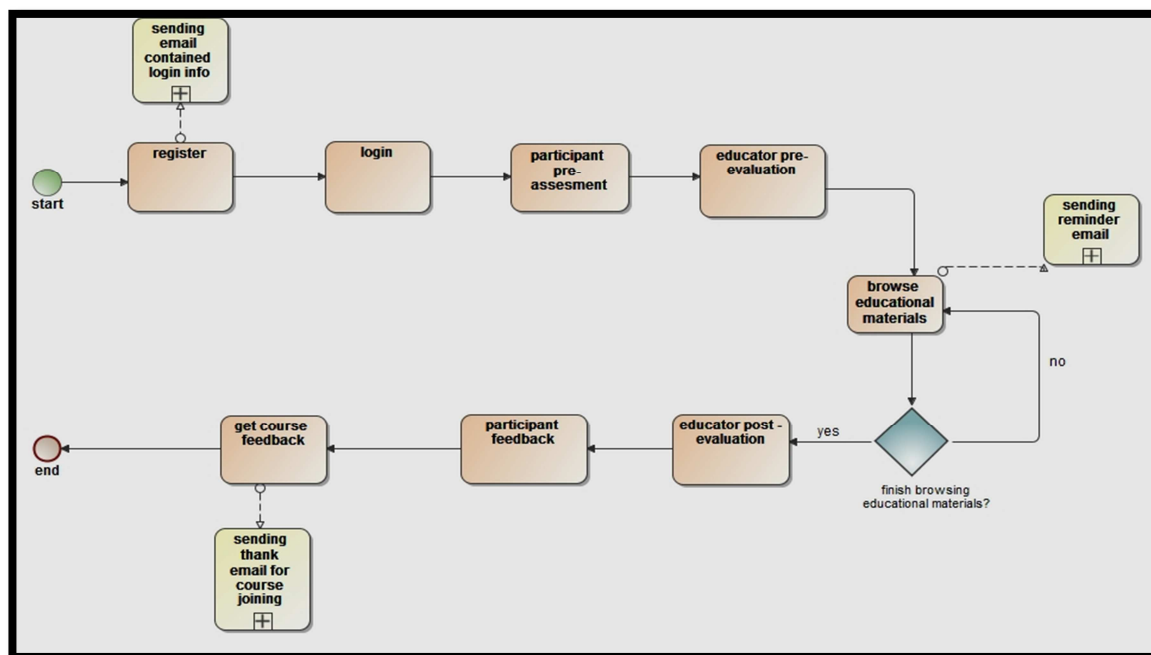 sending
email
contained
login info
register
login
participant
pre-
assesment
educator pre-
evaluation
start
sending
reminder
email
browse
educational
materials
no
yes
finish browsing
educational materials?
educator post -
evaluation
participant
feedback
get course
feedback
end
sending
thank
email for
course
joining